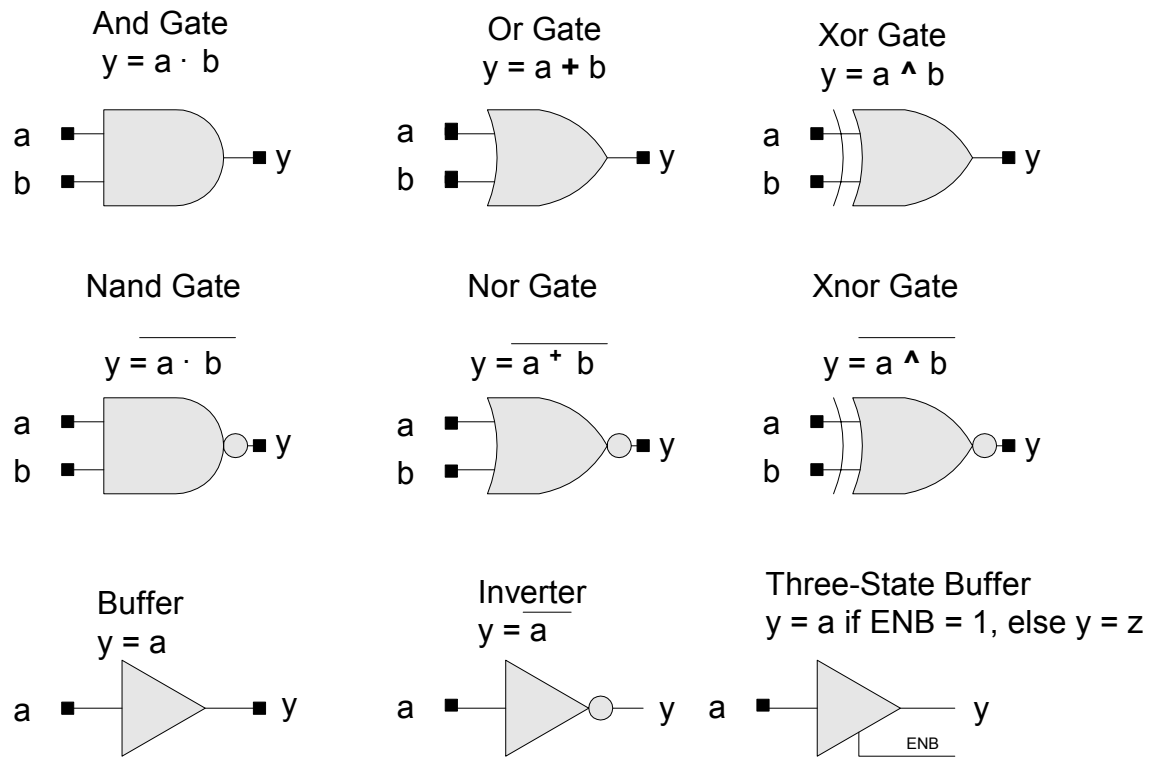 And Gate
y = a · b
a
b
y
Or Gate
y = a + b
a
b
y
Xor Gate
y = a ^ b
a
b
y
Nand Gate
y = a · b
a
b
y
Nor Gate
y = a + b
a
b
y
Xnor Gate
y = a ^ b
a
b
y
Buffer
y = a
a
y
Inverter
y = a
a
y
Three-State Buffer
y = a if ENB = 1, else y = z
a
y
ENB